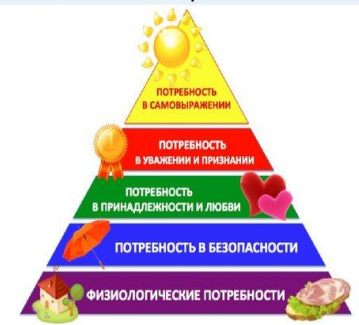 ПОТРЕБНОСТЬ
В САМОВЫРАЖЕНИИ
ПОТРЕБНОСТЬ
В УВАЖЕНИИ И ПРИЗНАНИИ
ПОТРЕБНОСТЬ
В ПРИНАДЛЕЖНОСТИ И ЛЮБВИ
ПОТРЕБНОСТЬ В БЕЗОПАСНОСТИ
ФИЗИОЛОГИЧЕСКИЕ ПОТРЕБНОСТИ